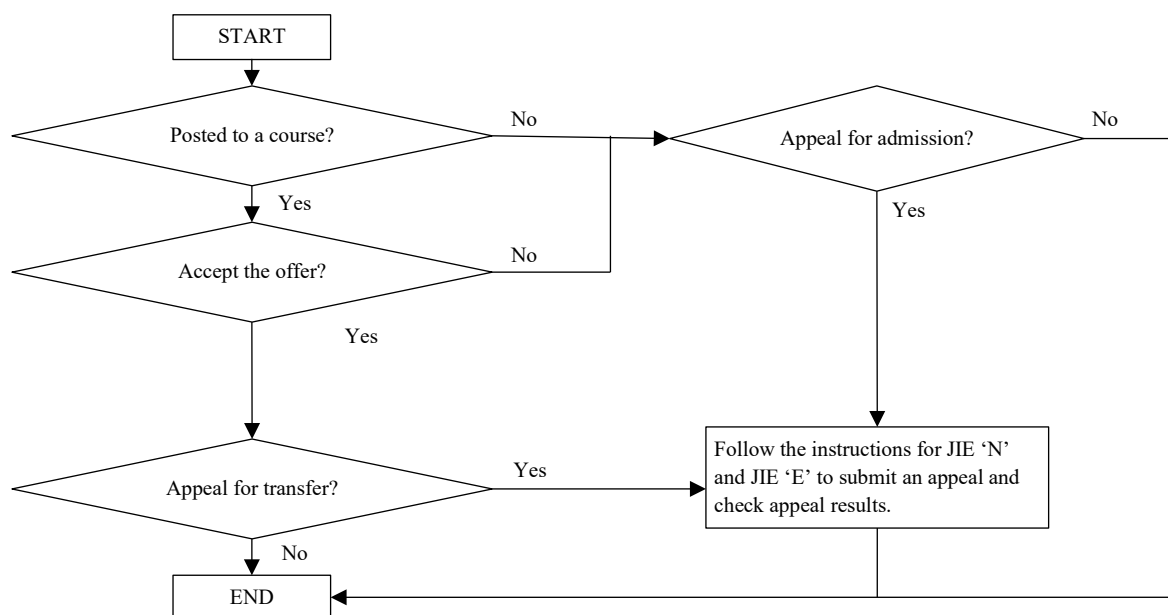 START
Posted to a course?
No
Appeal for admission?
No
Yes
Yes
Accept the offer?
No
Yes
Appeal for transfer?
Yes
Follow the instructions for JIE ‘N’
and JIE ‘E’ to submit an appeal and
check appeal results.
No
END